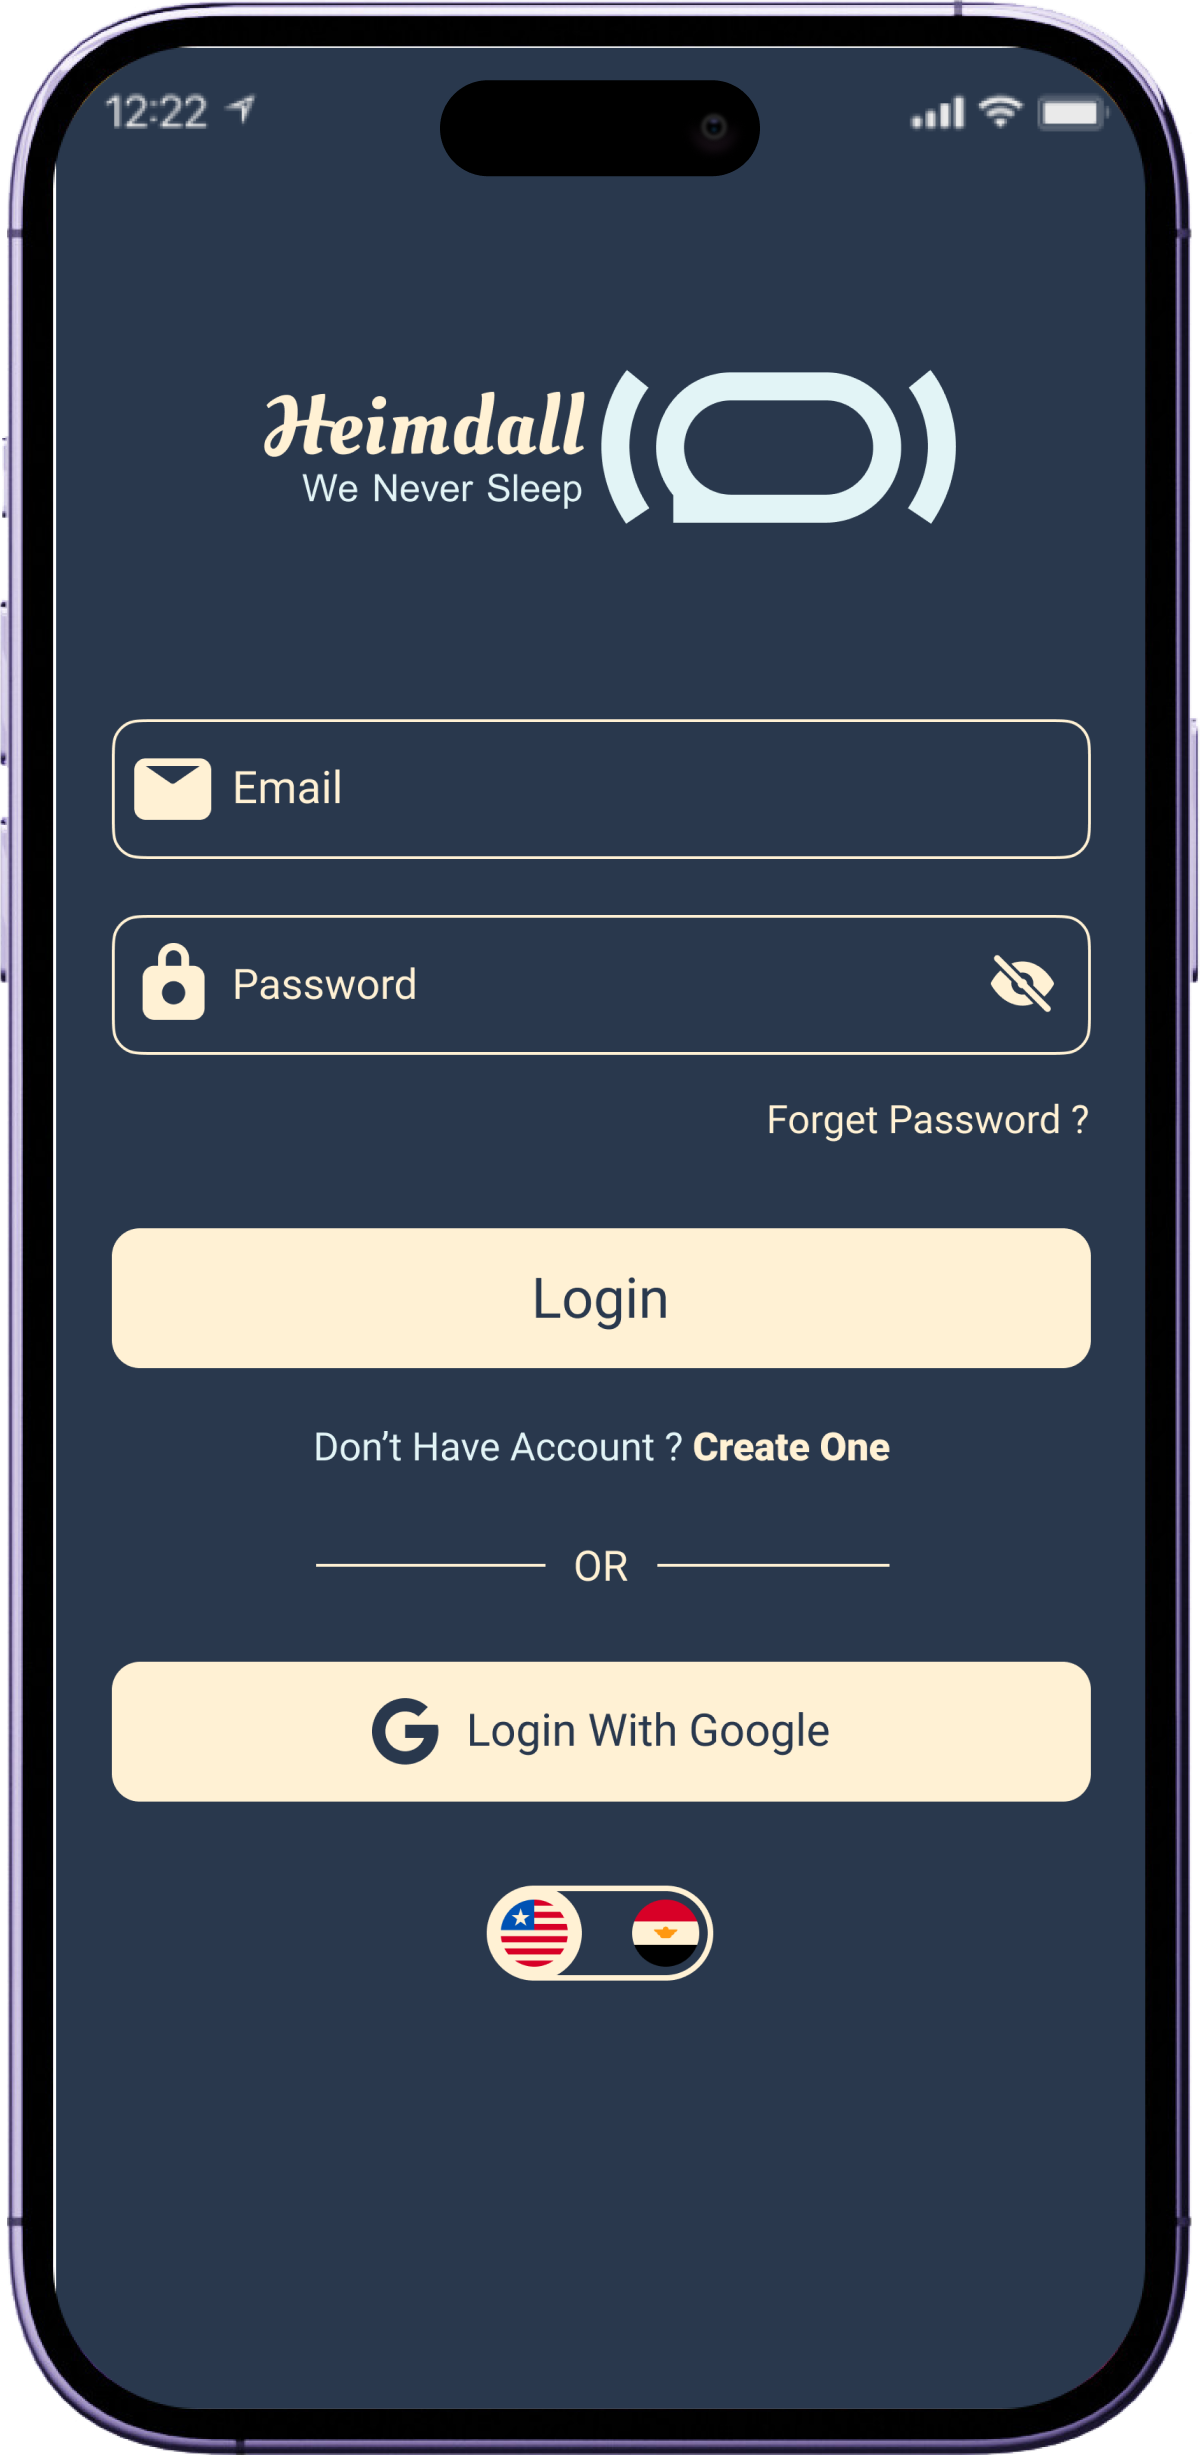 12:22
Heimdall
We Never Sleep
Email
Password
Forget Password ?
Login
Don’t Have Account ? Create One
OR
Login With Google